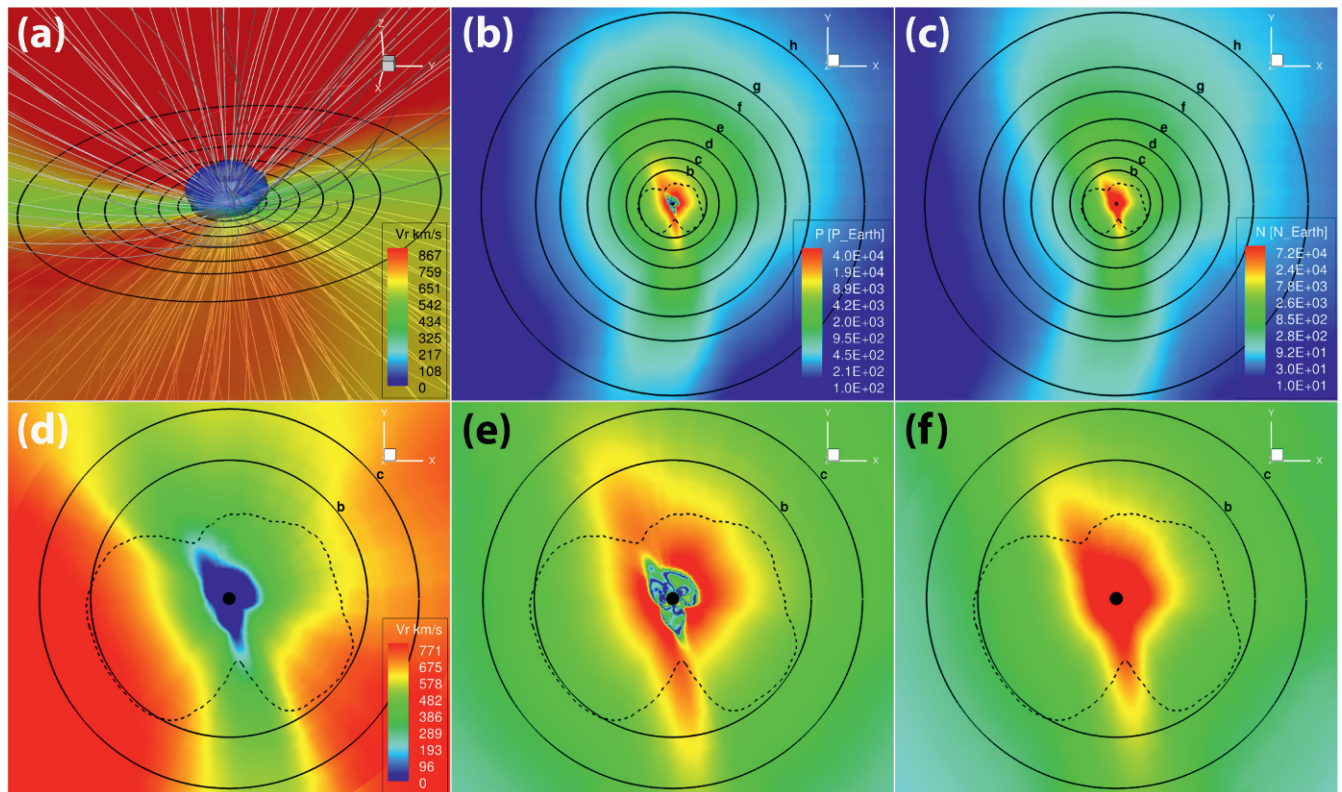 (a)
Z
Y
X
Vr km/s
867
759
651
542
434
325
217
108
0
(b)
Y
Z
X
h
g
f
e
d
c
b
P [P_Earth]
4.0E+04
1.9E+04
8.9E+03
4.2E+03
2.0E+03
9.5E+02
4.5E+02
2.1E+02
1.0E+02
(c)
Y
Z
X
h
g
f
e
d
c
b
N [N_Earth]
7.2E+04
2.4E+04
7.8E+03
2.6E+03
8.5E+02
2.8E+02
9.2E+01
3.0E+01
1.0E+01
(d)
Y
Z
X
c
b
Vr km/s
771
675
578
482
386
289
193
96
0
(e)
Y
Z
X
c
b
(f)
Y
Z
X
c
b